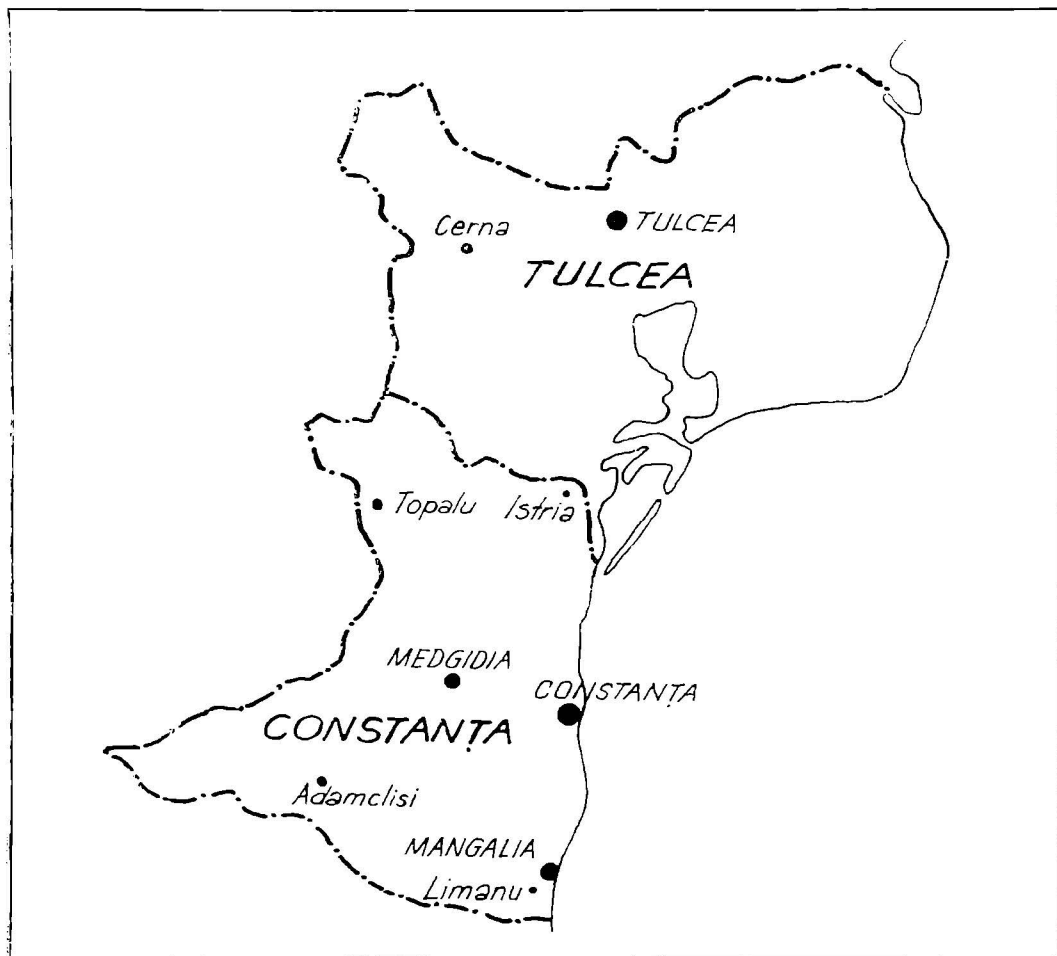 Cerna
TULCEA
TULCEA
Topalu
Istria
MEDGIDIA
CONSTANȚA
CONSTANȚA
Adamclisi
MANGALIA
Limanu